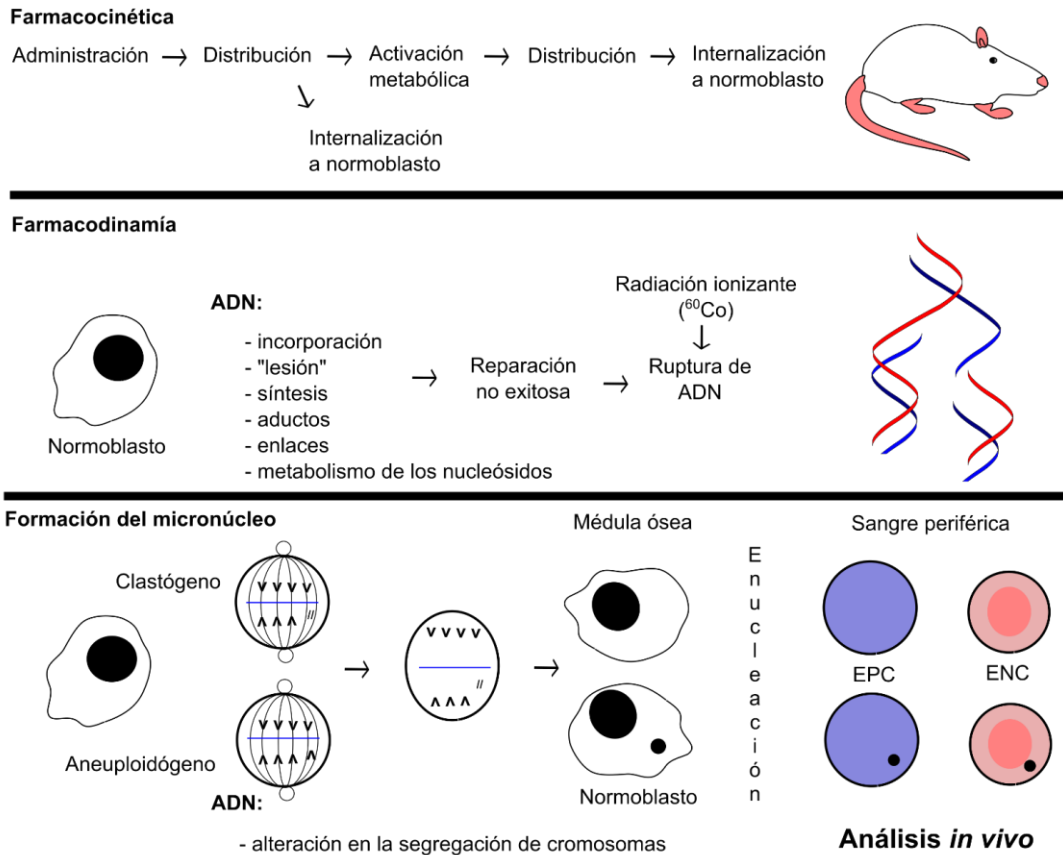 Farmacocinética
Administración → Distribución → Activación metabólica → Distribución → Internalización a normoblasto
Internalización
a normoblasto
Farmacodinamía
Normoblasto
ADN:
- incorporación
- "lesión"
- síntesis
- aductos
- enlaces
- metabolismo de los nucleósidos
Reparación
no exitosa
Radiación ionizante
(⁶⁰Co)
Ruptura de
ADN
Formación del micronúcleo
Clastógeno
Aneuploidógeno
ADN:
- alteración en la segregación de cromosomas
Médula ósea
Normoblasto
Enucleación
Sangre periférica
EPC
ENC
Análisis in vivo